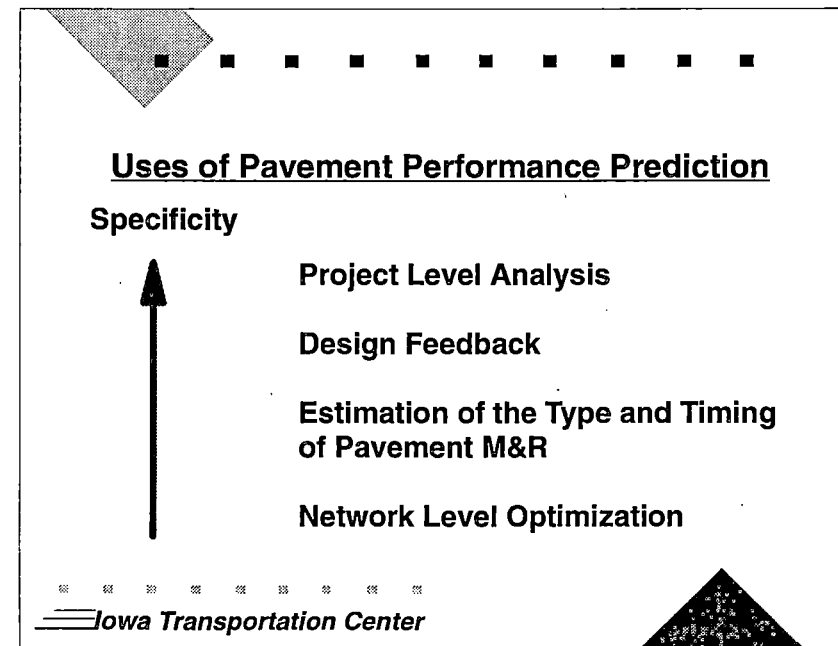 Uses of Pavement Performance Prediction
Specificity
Project Level Analysis
Design Feedback
Estimation of the Type and Timing
of Pavement M&R
Network Level Optimization
Iowa Transportation Center